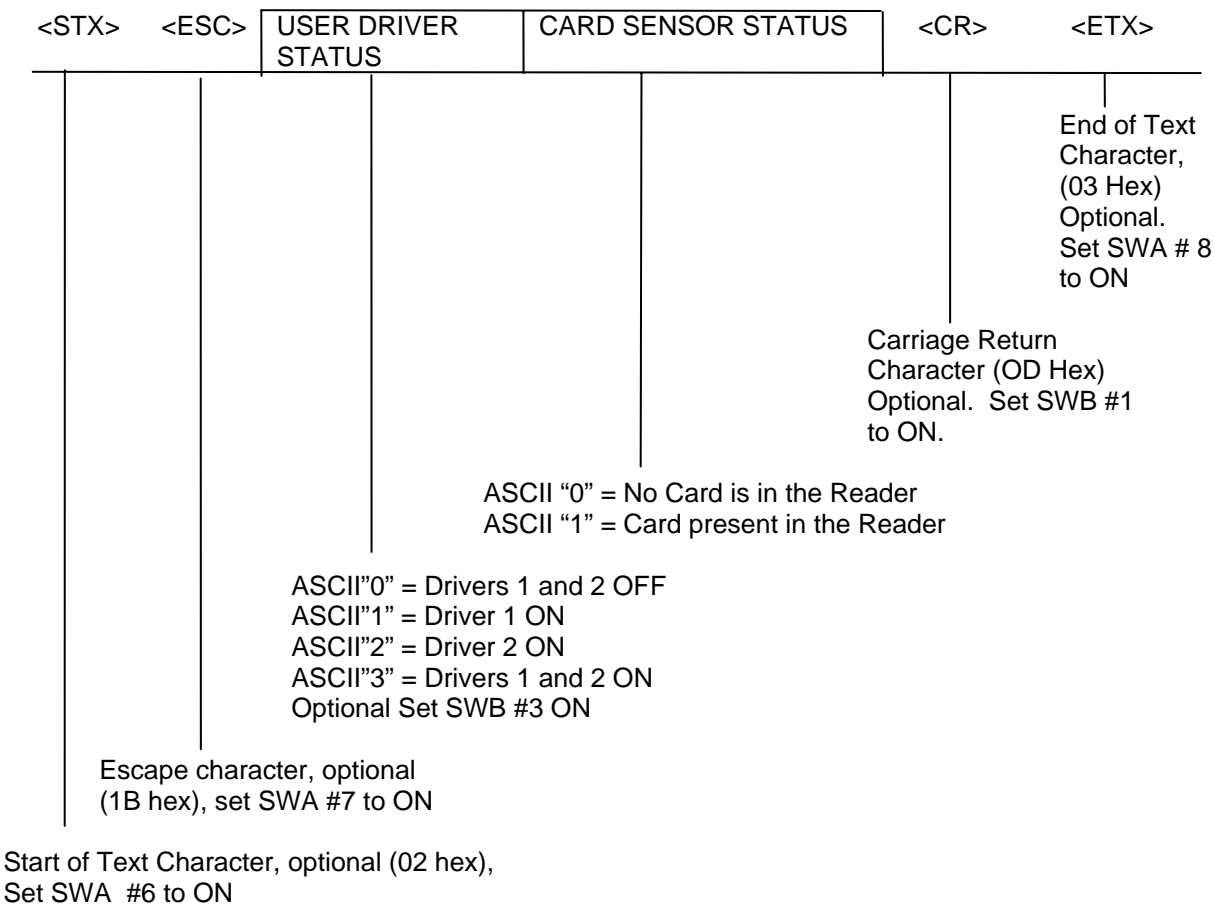 <STX> <ESC> USER DRIVER STATUS CARD SENSOR STATUS <CR> <ETX>
End of Text
Character,
(03 Hex)
Optional.
Set SWA # 8
to ON
Carriage Return
Character (OD Hex)
Optional. Set SWB #1
to ON.
ASCII “0” = No Card is in the Reader
ASCII “1” = Card present in the Reader
ASCII”0” = Drivers 1 and 2 OFF
ASCII”1” = Driver 1 ON
ASCII”2” = Driver 2 ON
ASCII”3” = Drivers 1 and 2 ON
Optional Set SWB #3 ON
Escape character, optional
(1B hex), set SWA #7 to ON
Start of Text Character, optional (02 hex),
Set SWA #6 to ON